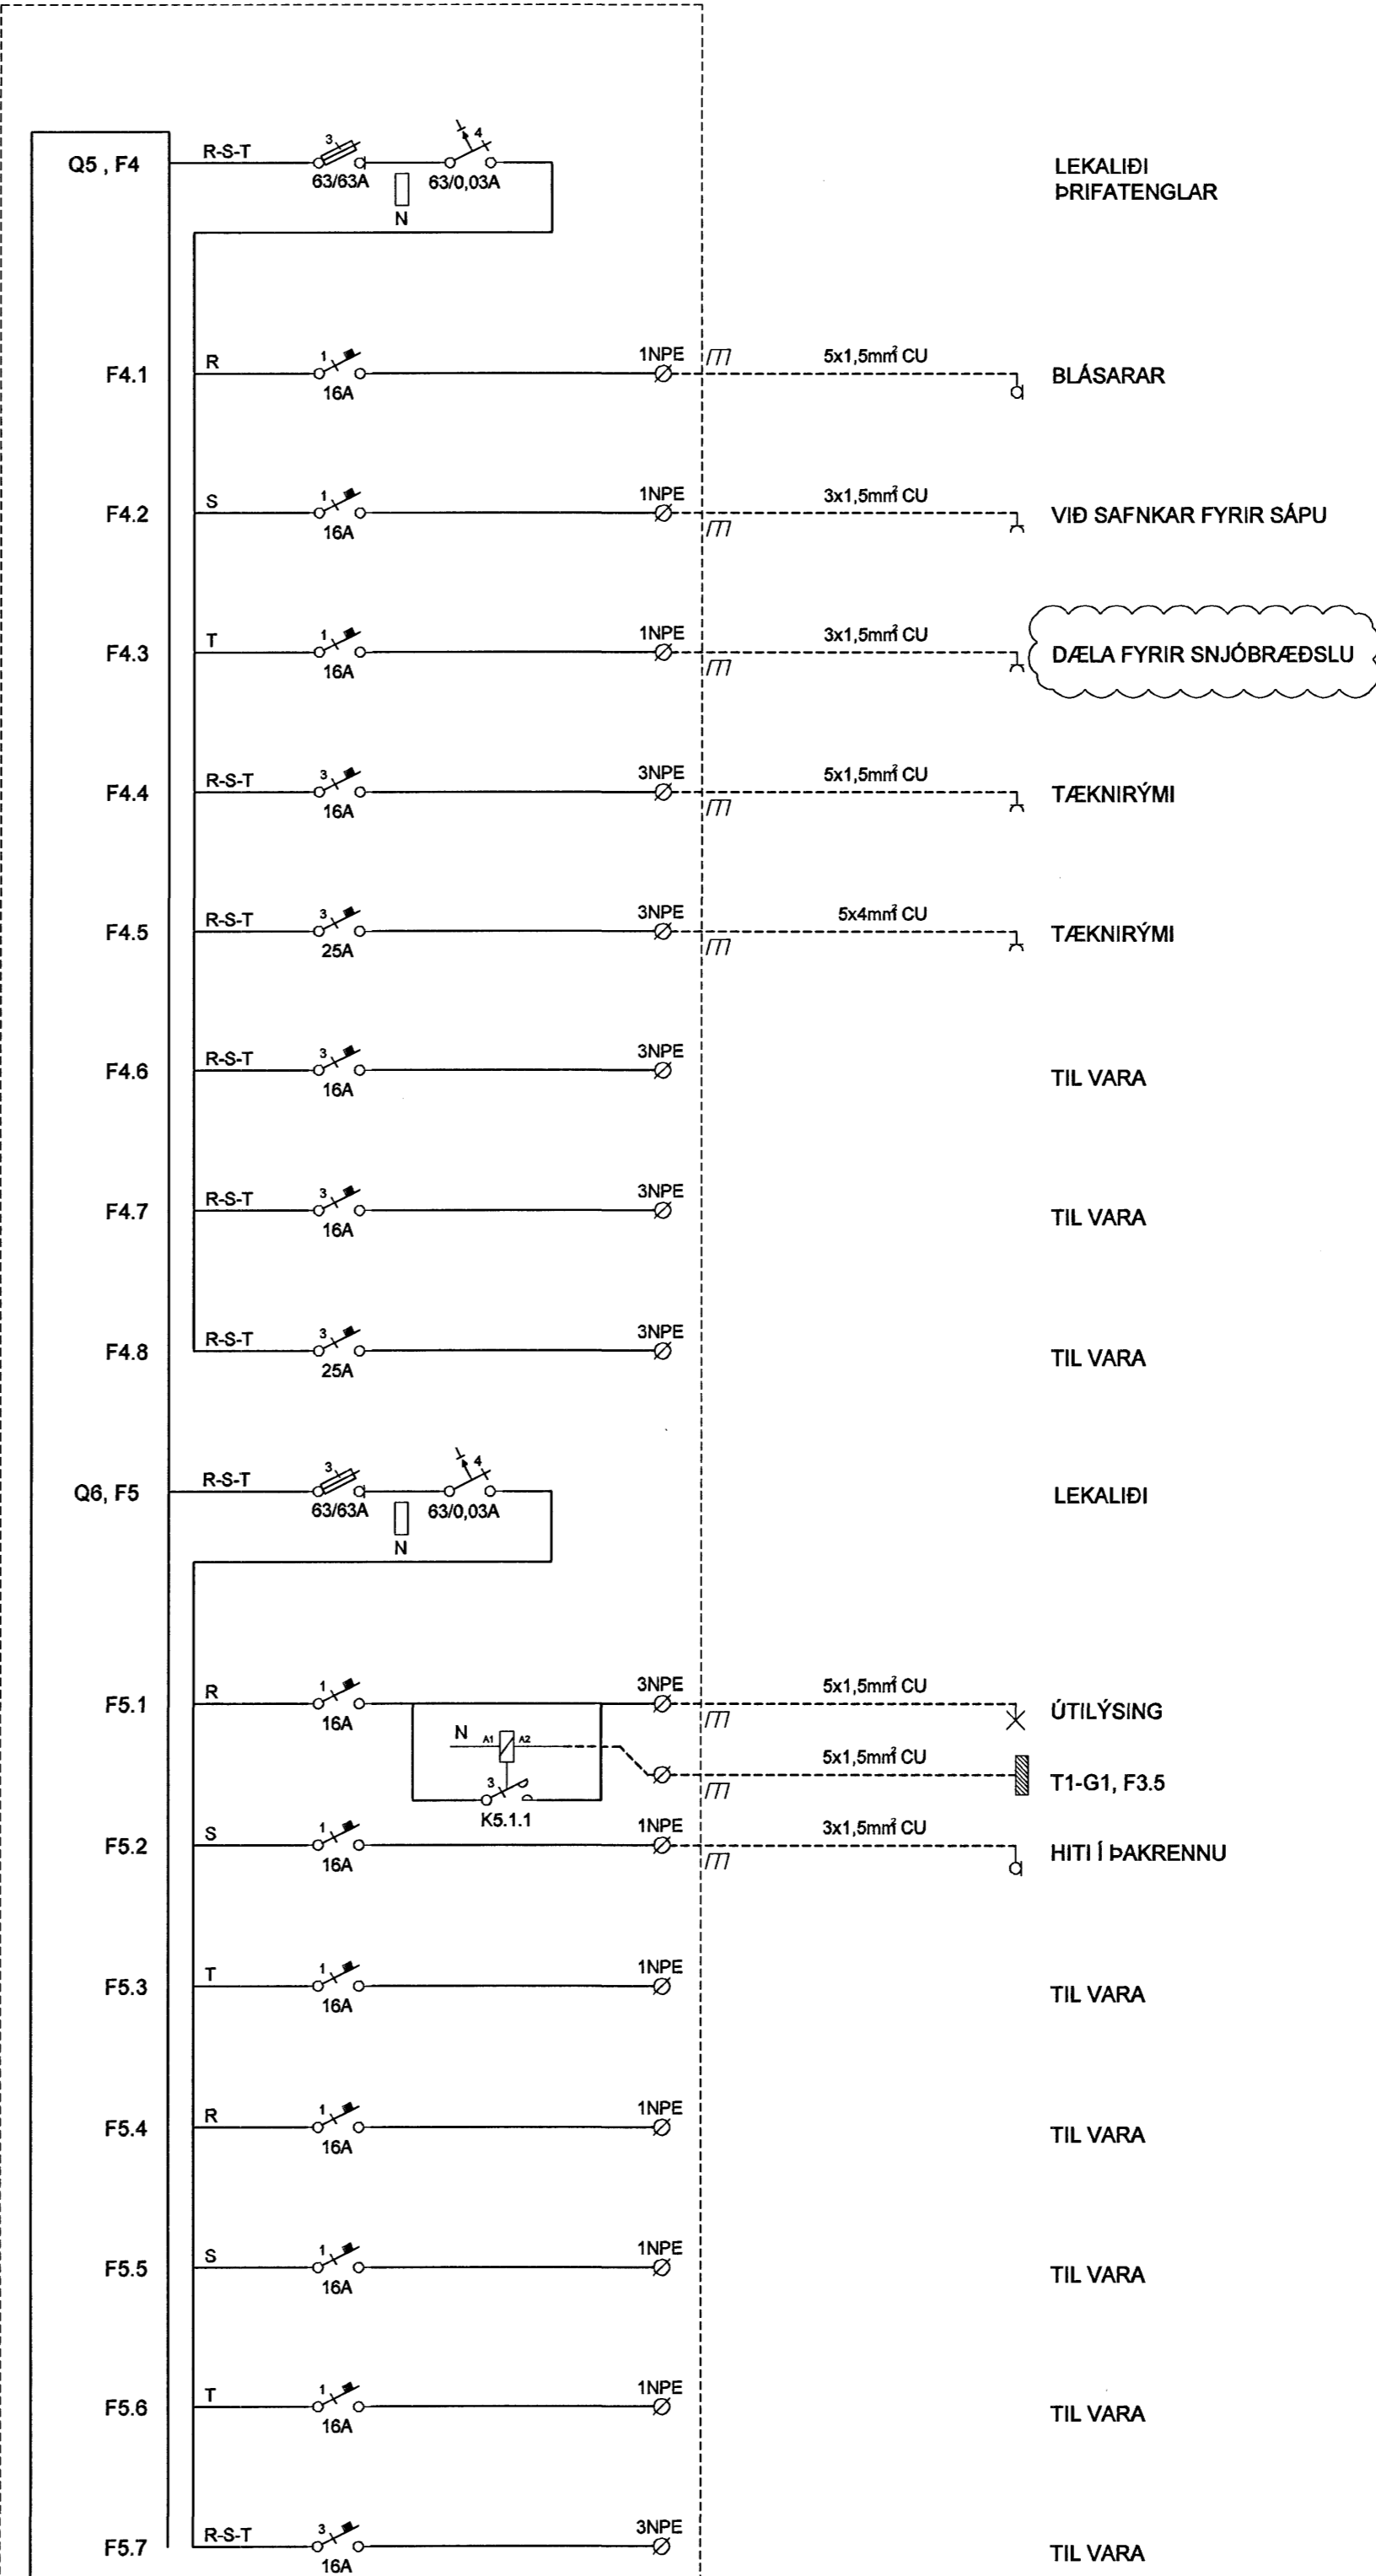 Q5 , F4 R-S-T 3 63/63A N 4 63/0,03A LEKALIÐI
ÞRIFATENGLAR
F4.1 R 1 16A 1NPE 5x1,5mm² CU BLÁSARAR
F4.2 S 1 16A 1NPE 3x1,5mm² CU VIÐ SAFNKAR FYRIR SÁPU
F4.3 T 1 16A 1NPE 3x1,5mm² CU DÆLA FYRIR SNJÓBRÆÐSLU
F4.4 R-S-T 3 16A 3NPE 5x1,5mm² CU TÆKNIRÝMI
F4.5 R-S-T 3 25A 3NPE 5x4mm² CU TÆKNIRÝMI
F4.6 R-S-T 3 16A 3NPE TIL VARA
F4.7 R-S-T 3 16A 3NPE TIL VARA
F4.8 R-S-T 3 25A 3NPE TIL VARA
Q6, F5 R-S-T 3 63/63A N 4 63/0,03A LEKALIÐI
F5.1 R 1 16A 3NPE 5x1,5mm² CU ÚTILÝSING
N A1 A2 3 K5.1.1 5x1,5mm² CU T1-G1, F3.5
F5.2 S 1 16A 1NPE 3x1,5mm² CU HITI Í ÞAKRENNU
F5.3 T 1 16A 1NPE TIL VARA
F5.4 R 1 16A 1NPE TIL VARA
F5.5 S 1 16A 1NPE TIL VARA
F5.6 T 1 16A 1NPE TIL VARA
F5.7 R-S-T 3 16A 3NPE TIL VARA